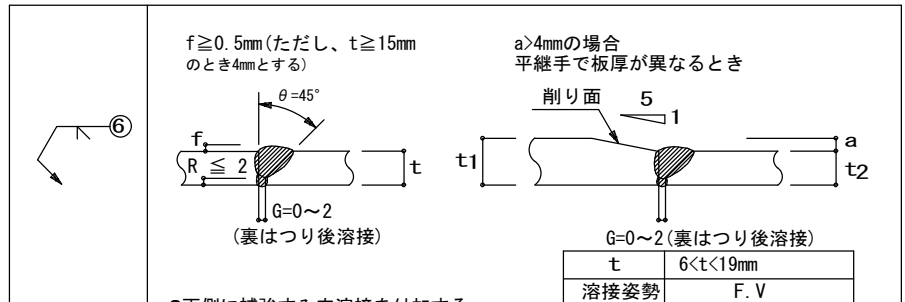 ⑥
f≧0.5mm(ただし、t≧15mm
のとき4mmとする)
θ=45°
f
R ≦ 2
t
G=0～2
(裏はつり後溶接)
a>4mmの場合
平継手で板厚が異なるとき
削り面
5
1
t1
a
t2
G=0～2(裏はつり後溶接)
t 6<t<19mm
溶接姿勢 F.V